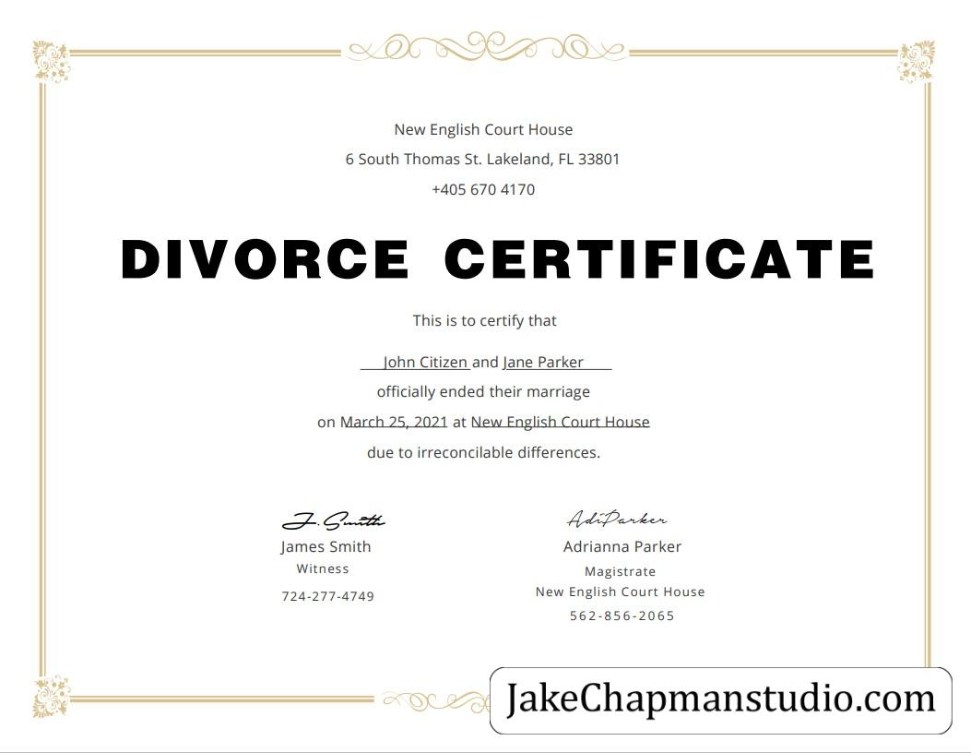 New English Court House
6 South Thomas St. Lakeland, FL 33801
+405 670 4170
DIVORCE CERTIFICATE
This is to certify that
John Citizen and Jane Parker
officially ended their marriage
on March 25, 2021 at New English Court House
due to irreconcilable differences.
J. Smith
James Smith
Witness
724-277-4749
AdiParker
Adrianna Parker
Magistrate
New English Court House
562-856-2065
JakeChapmanstudio.com